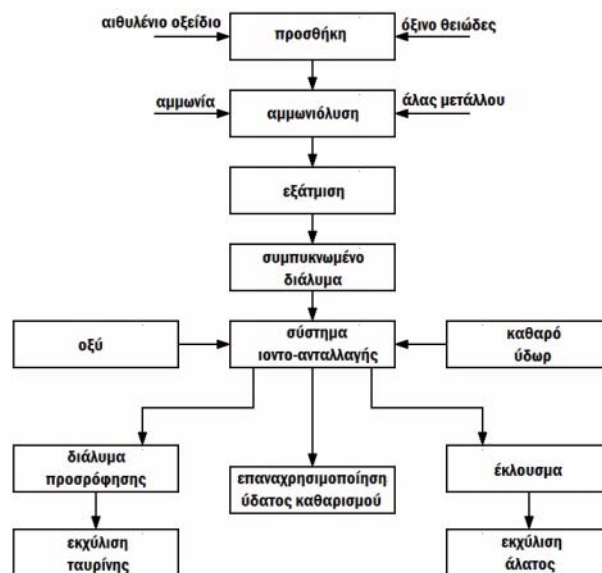 αιθυλένιο οξείδιο
προσθήκη
όξινο θειώδες
αμμωνία
αμμωνιόλυση
άλας μετάλλου
εξάτμιση
συμπυκνωμένο
διάλυμα
οξύ
σύστημα
ιοντο-ανταλλαγής
καθαρό
ύδωρ
διάλυμα
προσρόφησης
επαναχρησιμοποίηση
ύδατος καθαρισμού
έκλουσμα
εκχύλιση
ταυρίνης
εκχύλιση
άλατος